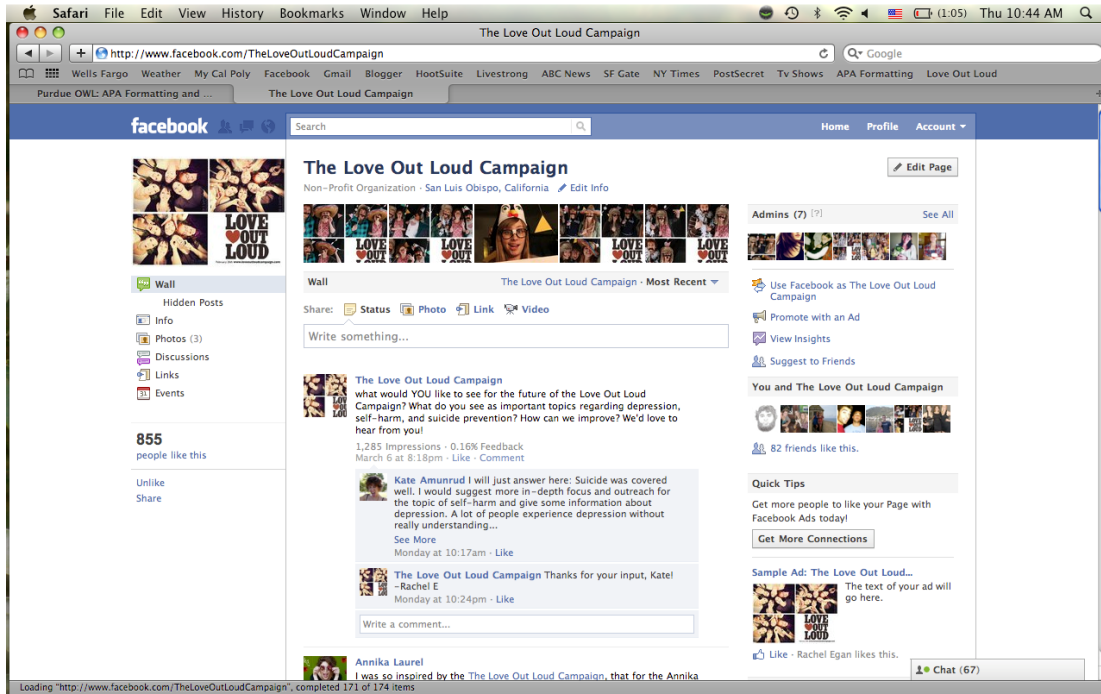 Safari File Edit View History Bookmarks Window Help (1:05) Thu 10:44 AM
The Love Out Loud Campaign
http://www.facebook.com/TheLoveOutLoudCampaign Google
Wells Fargo Weather My Cal Poly Facebook Gmail Blogger HootSuite Livestrong ABC News SF Gate NY Times PostSecret Tv Shows APA Formatting Love Out Loud
Purdue OWL: APA Formatting and ... The Love Out Loud Campaign
facebook Search Home Profile Account
LOVE
OUT
LOUD
Wall
Hidden Posts
Info
Photos (3)
Discussions
Links
31 Events
855
people like this
Unlike
Share
The Love Out Loud Campaign
Edit Page
Non-Profit Organization · San Luis Obispo, California Edit Info
LOVE OUT LOVE OUT LOVE OUT
Wall The Love Out Loud Campaign · Most Recent
Share: Status Photo Link Video
Write something...
The Love Out Loud Campaign
what would YOU like to see for the future of the Love Out Loud
Campaign? What do you see as important topics regarding depression,
self-harm, and suicide prevention? How can we improve? We'd love to
hear from you!
1,285 Impressions · 0.16% Feedback
March 6 at 8:18pm · Like · Comment
Kate Amunrud I will just answer here: Suicide was covered
well. I would suggest more in-depth focus and outreach for
the topic of self-harm and give some information about
depression. A lot of people experience depression without
really understanding...
See More
Monday at 10:17am · Like
The Love Out Loud Campaign Thanks for your input, Kate!
-Rachel E
Monday at 10:24pm · Like
Write a comment...
Annika Laurel
I was so inspired by the The Love Out Loud Campaign, that for the Annika
Admins (7) [?] See All
Use Facebook as The Love Out Loud
Campaign
Promote with an Ad
View Insights
Suggest to Friends
You and The Love Out Loud Campaign
82 friends like this.
Quick Tips
Get more people to like your Page with
Facebook Ads today!
Get More Connections
Sample Ad: The Love Out Loud...
The text of your ad will
go here.
LOVE
OUT
LOUD
Like · Rachel Egan likes this.
Chat (67)
Loading "http://www.facebook.com/TheLoveOutLoudCampaign", completed 171 of 174 items